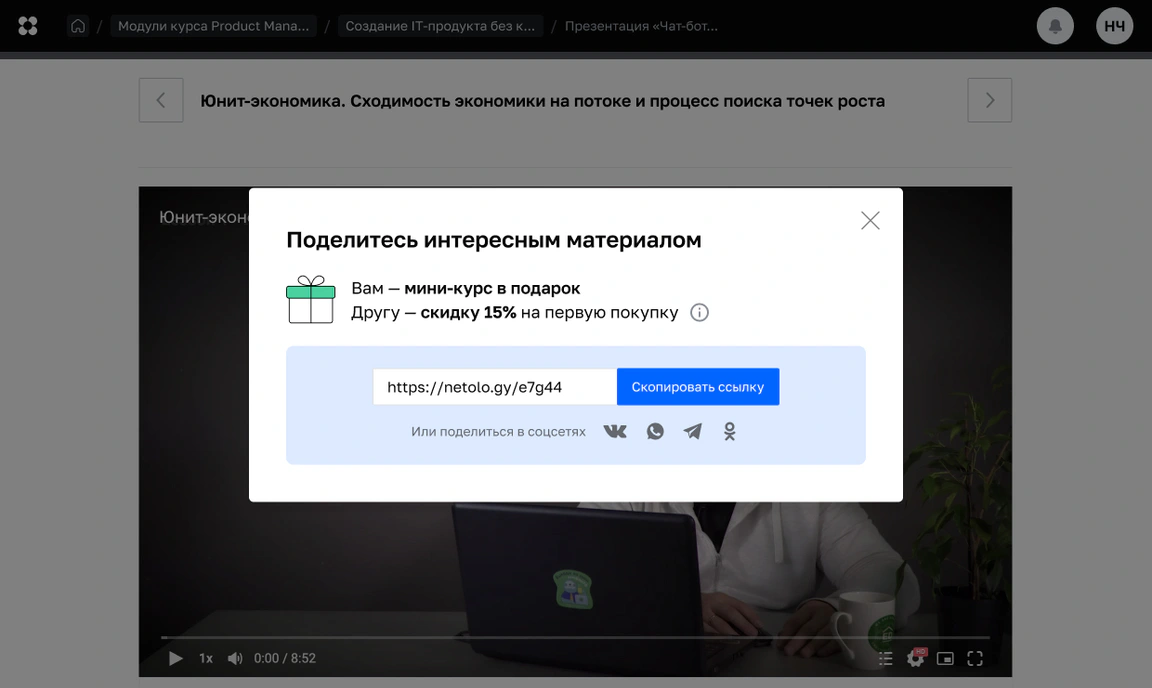 Модули курса Product Mana...
/
Создание IT-продукта без к...
/
Презентация «Чат-бот...
НЧ
Юнит-экономика. Сходимость экономики на потоке и процесс поиска точек роста
Юнит-экон
Поделитесь интересным материалом
Вам — мини-курс в подарок
Другу — скидку 15% на первую покупку
https://netolo.gy/e7g44
Скопировать ссылку
Или поделиться в соцсетях
1x
0:00 / 8:52
HD